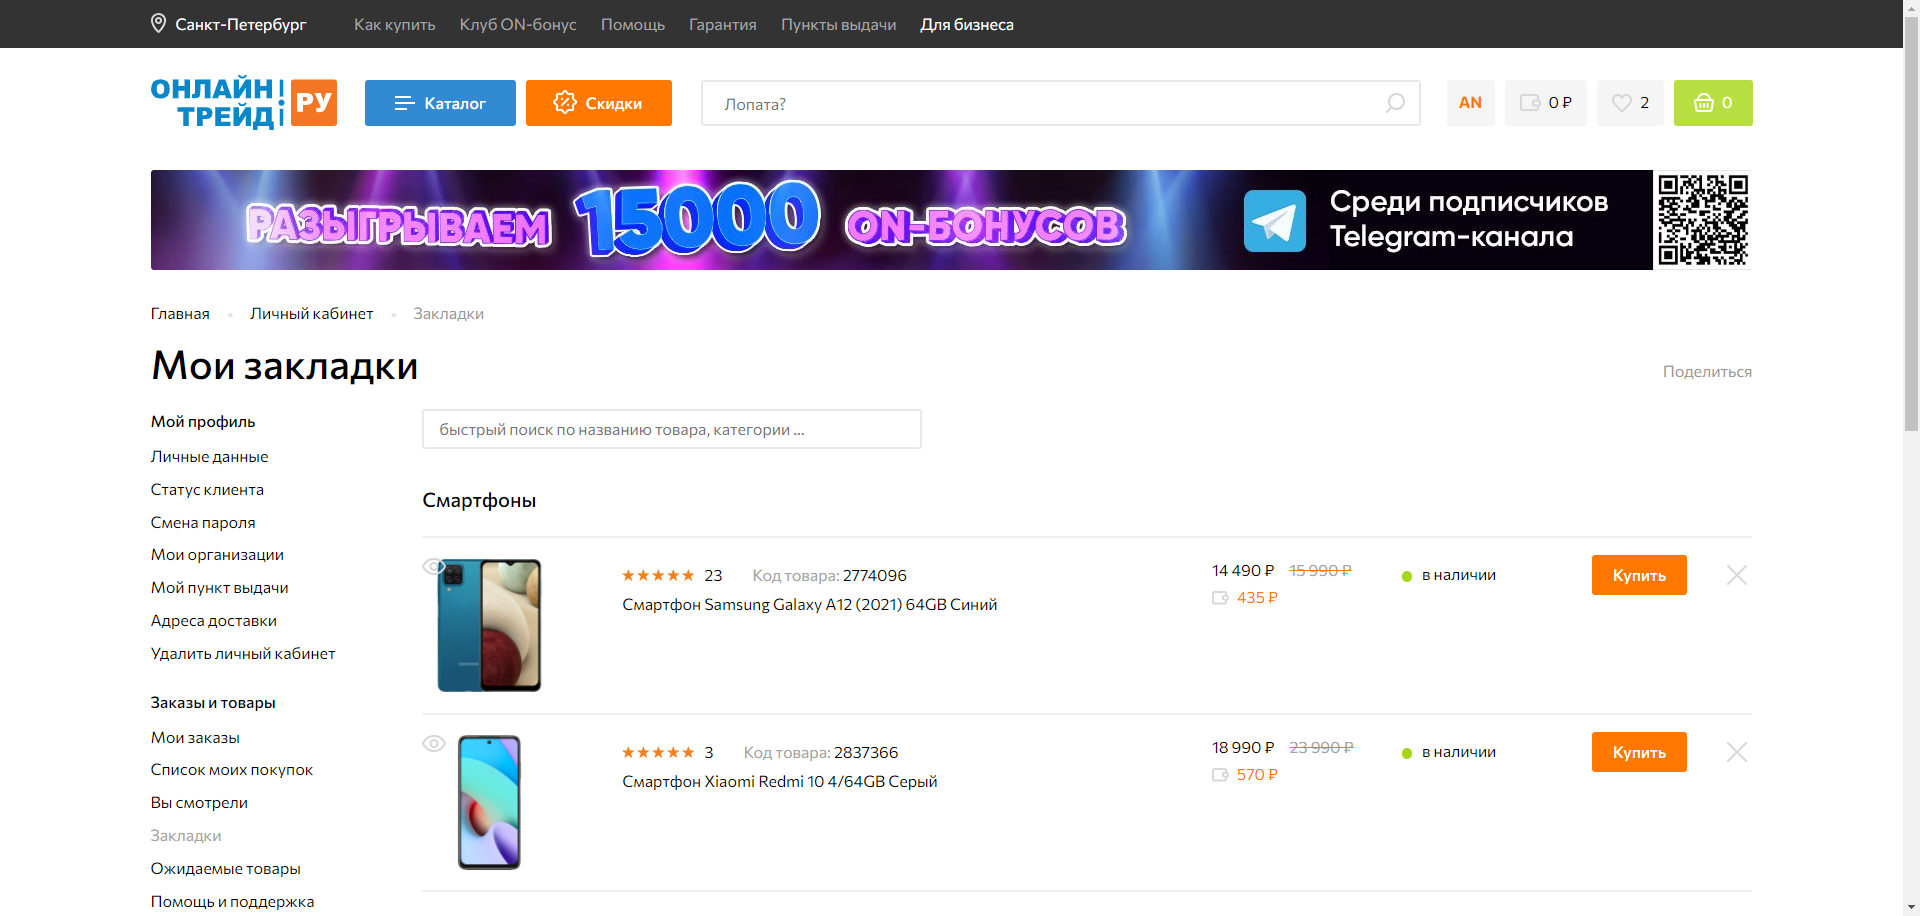 Санкт-Петербург Как купить Клуб ON-бонус Помощь Гарантия Пункты выдачи Для бизнеса
ОНЛАЙН ТРЕЙД РУ
Каталог Скидки Лопата? AN 0 ₽ 2 0
РАЗЫГРЫВАЕМ 15000 ON-БОНУСОВ
Среди подписчиков
Telegram-канала
Главная Личный кабинет Закладки
Мои закладки
Поделиться
Мой профиль
Личные данные
Статус клиента
Смена пароля
Мои организации
Мой пункт выдачи
Адреса доставки
Удалить личный кабинет
Заказы и товары
Мои заказы
Список моих покупок
Вы смотрели
Закладки
Ожидаемые товары
Помощь и поддержка
быстрый поиск по названию товара, категории ...
Смартфоны
23 Код товара: 2774096
Смартфон Samsung Galaxy A12 (2021) 64GB Синий
14 490 ₽ 15 990 ₽
435 ₽
в наличии
Купить
3 Код товара: 2837366
Смартфон Xiaomi Redmi 10 4/64GB Серый
18 990 ₽ 23 990 ₽
570 ₽
в наличии
Купить